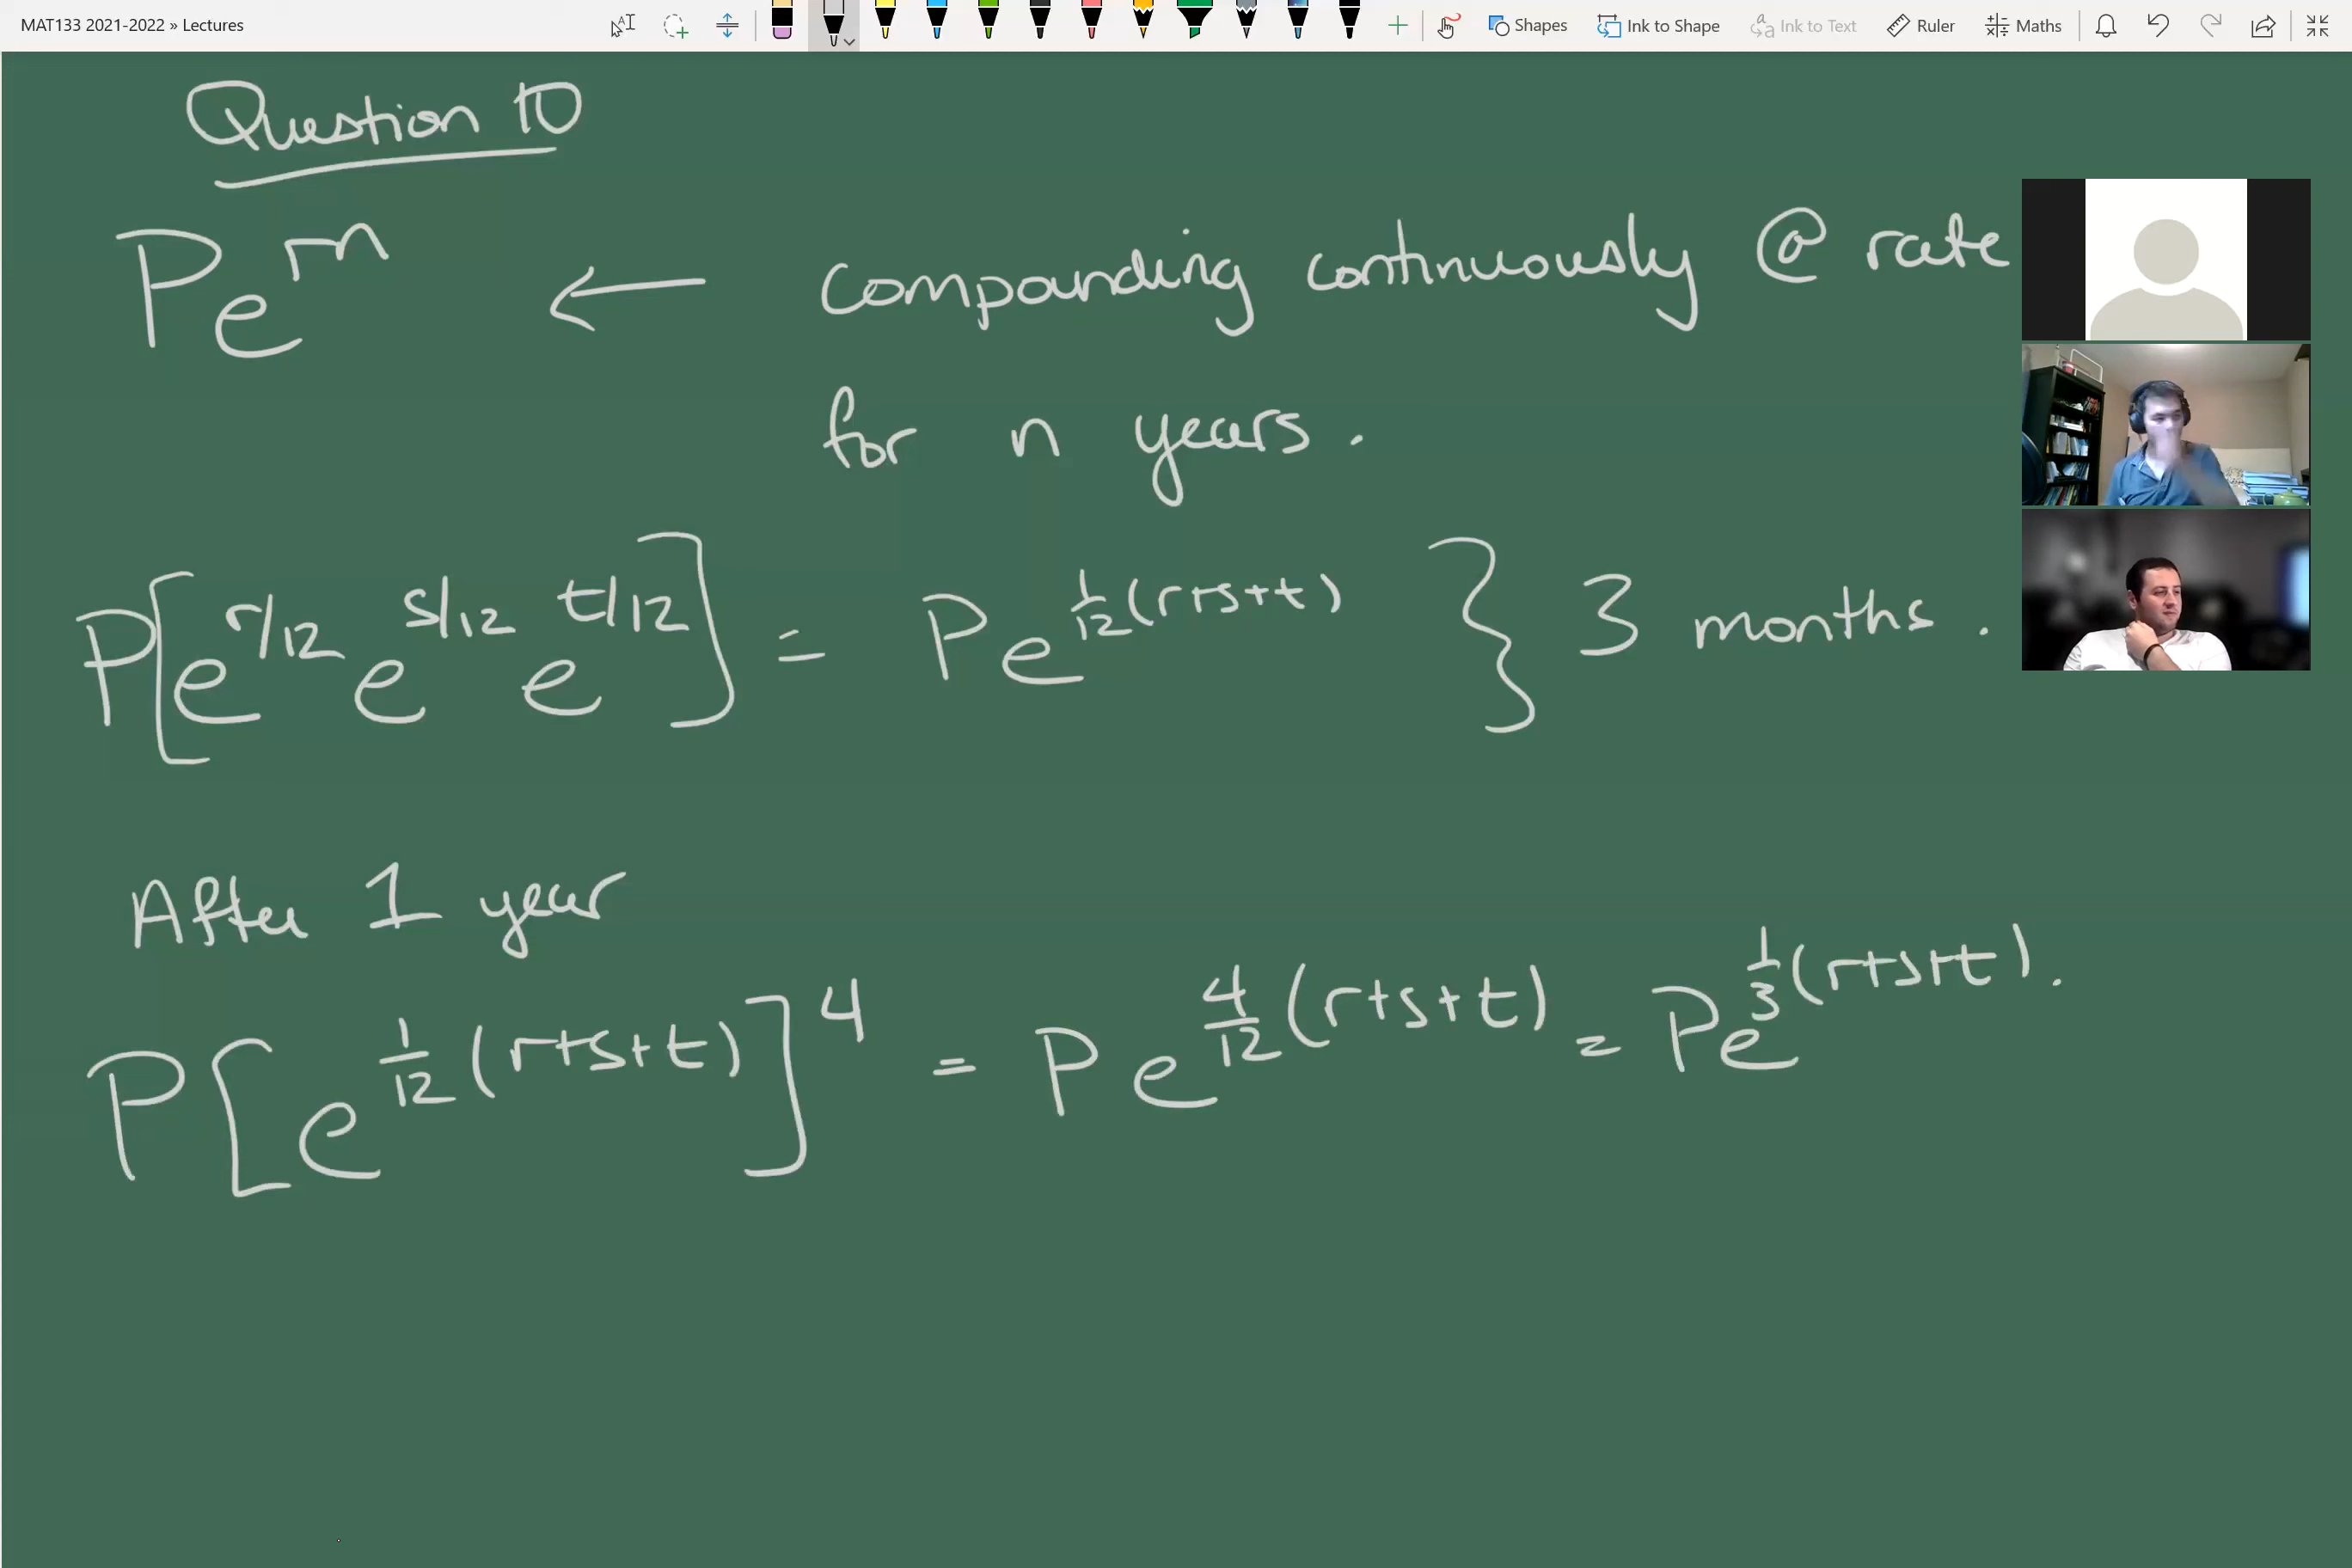 MAT133 2021-2022 » Lectures Shapes Ink to Shape Ink to Text Ruler Maths
Question 10
Pe^rn ← compounding continuously @ rate
for n years.
P[e^r/12 e^s/12 e^t/12] = Pe^1/12(r+s+t) } 3 months.
After 1 year
P[e^1/12(r+s+t)]^4 = Pe^4/12(r+s+t) = Pe^1/3(r+s+t).